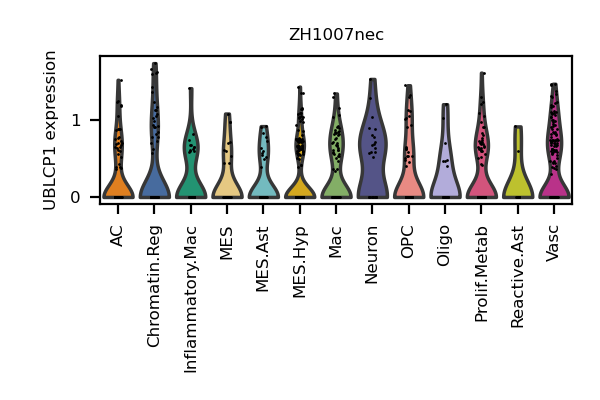 ZH1007nec
UBLCP1 expression
1
0
AC
Chromatin.Reg
Inflammatory.Mac
MES
MES.Ast
MES.Hyp
Mac
Neuron
OPC
Oligo
Prolif.Metab
Reactive.Ast
Vasc